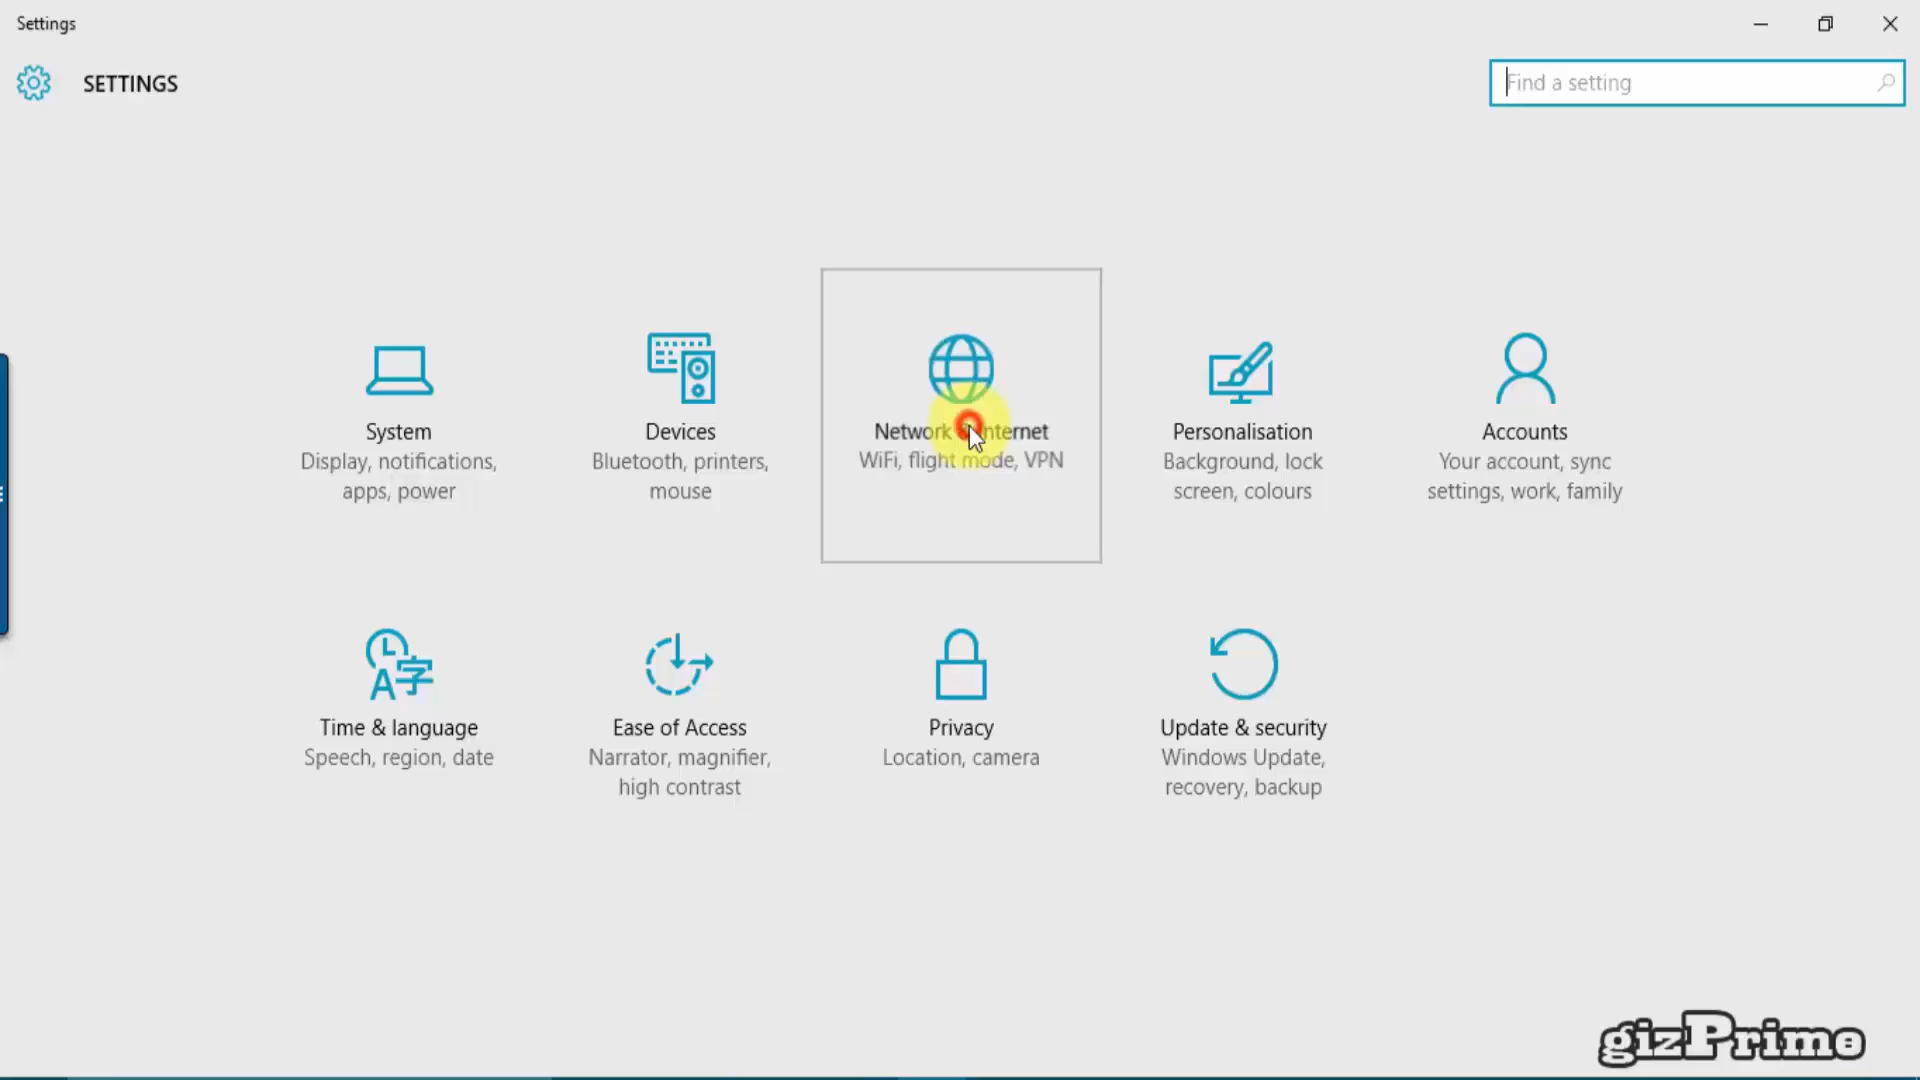 Settings
SETTINGS
Find a setting
System
Display, notifications,
apps, power
Devices
Bluetooth, printers,
mouse
Network & Internet
WiFi, flight mode, VPN
Personalisation
Background, lock
screen, colours
Accounts
Your account, sync
settings, work, family
Time & language
Speech, region, date
Ease of Access
Narrator, magnifier,
high contrast
Privacy
Location, camera
Update & security
Windows Update,
recovery, backup
gizPrime